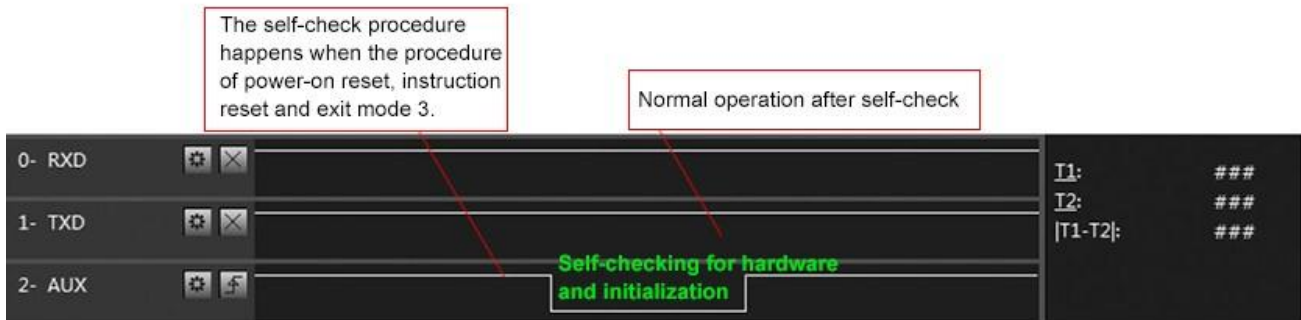 The self-check procedure
happens when the procedure
of power-on reset, instruction
reset and exit mode 3.
Normal operation after self-check
0- RXD
T1: ###
1- TXD
T2: ###
|T1-T2|: ###
2- AUX
Self-checking for hardware
and initialization